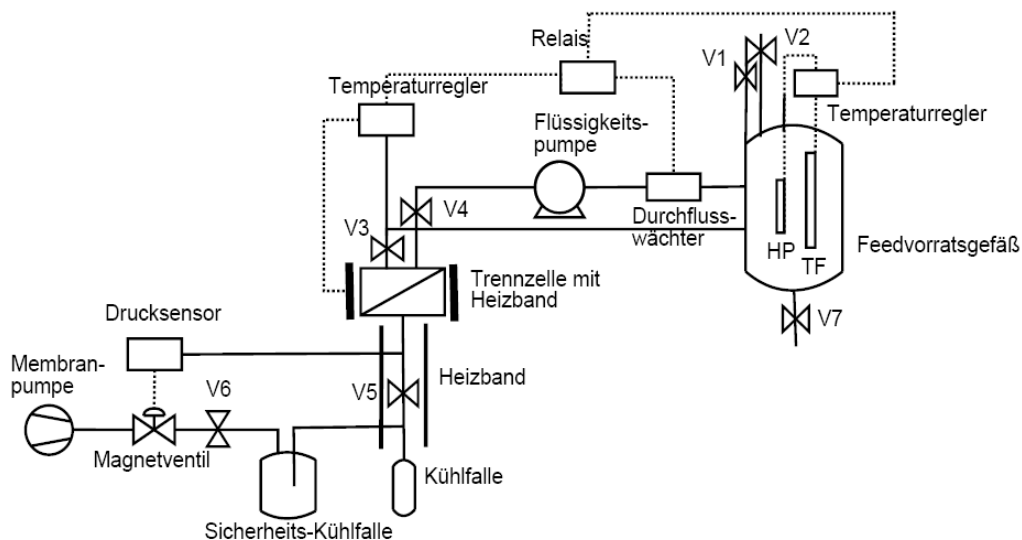 Relais
V2
V1
Temperaturregler
Temperaturregler
Flüssigkeits-
pumpe
V4
V3
Durchfluss-
wächter
HP
TF
Feedvorratsgefäß
Trennzelle mit
Heizband
V7
Drucksensor
Membran-
pumpe
V6
V5
Heizband
Magnetventil
Kühlfalle
Sicherheits-Kühlfalle